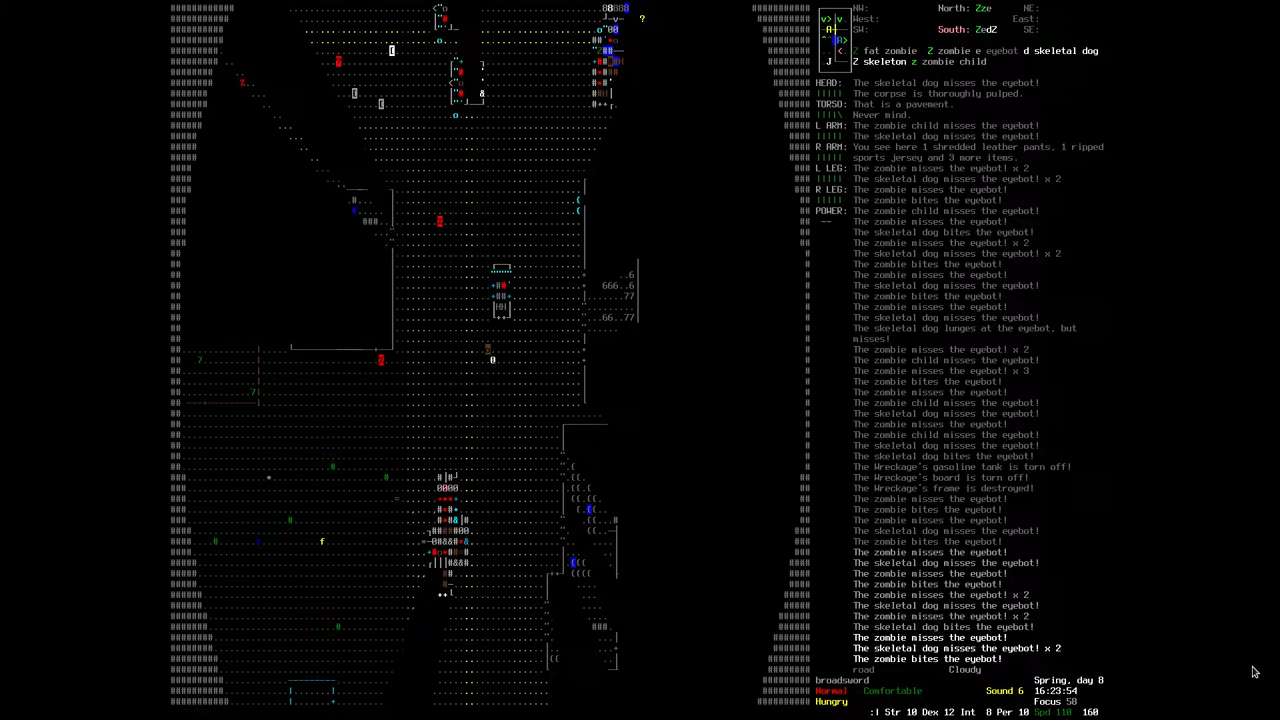 NW: North: Zze NE:
West: East:
SW: South: ZedZ SE:
Z fat zombie Z zombie e eyebot d skeletal dog
Z skeleton z zombie child
HEAD: The skeletal dog misses the eyebot!
The corpse is thoroughly pulped.
TORSO: That is a pavement.
Never mind.
L ARM: The zombie child misses the eyebot!
The skeletal dog misses the eyebot!
R ARM: You see here 1 shredded leather pants, 1 ripped
sports jersey and 3 more items.
L LEG: The zombie misses the eyebot! x 2
The skeletal dog misses the eyebot! x 2
R LEG: The zombie misses the eyebot!
The zombie bites the eyebot!
POWER: The zombie child misses the eyebot!
-- The zombie misses the eyebot!
The skeletal dog bites the eyebot!
The zombie misses the eyebot! x 2
The skeletal dog misses the eyebot! x 2
The zombie bites the eyebot!
The zombie misses the eyebot!
The skeletal dog misses the eyebot!
The zombie bites the eyebot!
The zombie misses the eyebot!
The skeletal dog misses the eyebot!
The skeletal dog lunges at the eyebot, but
misses!
The zombie misses the eyebot! x 2
The zombie child misses the eyebot!
The zombie misses the eyebot! x 3
The zombie bites the eyebot!
The zombie misses the eyebot!
The zombie child misses the eyebot!
The skeletal dog misses the eyebot!
The zombie misses the eyebot!
The zombie child misses the eyebot!
The skeletal dog misses the eyebot!
The skeletal dog bites the eyebot!
The Wreckage's gasoline tank is torn off!
The Wreckage's board is torn off!
The Wreckage's frame is destroyed!
The zombie misses the eyebot!
The zombie bites the eyebot!
The zombie misses the eyebot!
The skeletal dog misses the eyebot!
The zombie bites the eyebot!
The zombie misses the eyebot!
The skeletal dog misses the eyebot!
The zombie misses the eyebot!
The zombie bites the eyebot!
The zombie misses the eyebot! x 2
The skeletal dog misses the eyebot!
The zombie misses the eyebot! x 2
The skeletal dog bites the eyebot!
The zombie misses the eyebot!
The skeletal dog misses the eyebot! x 2
The zombie bites the eyebot!
road Cloudy
broadsword Spring, day 8
Normal Comfortable Sound 6 16:23:54
Hungry Focus 58
:| Str 10 Dex 12 Int 8 Per 10 Spd 110 160